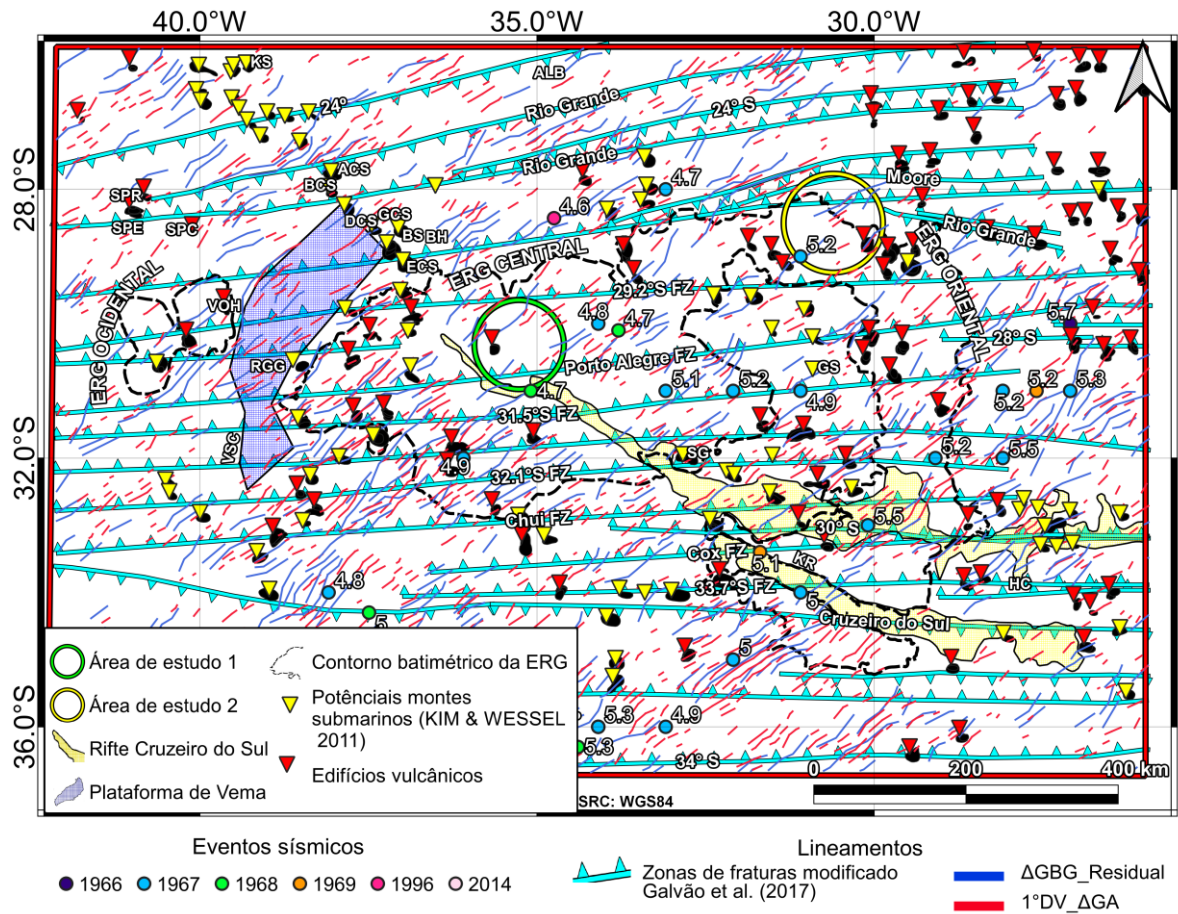 40.0°W 35.0°W 30.0°W
28.0°S
32.0°S
36.0°S
KS
ALB
24º
Rio Grande
24° S
ACS
Rio Grande
4.7
Moore
BCS
SPR
4.6
SPE
SPC
DCS
GCS
BS
BH
Rio Grande
ECS
ERG CENTRAL
5.2
ERG ORIENTAL
ERG OCIDENTAL
VOH
29.2°S FZ
4.8
4.7
5.7
28° S
RGG
Porto Alegre FZ
GS
4.7
5.1
5.2
4.9
5.2
5.3
31.5°S FZ
VSC
4.9
SG
5.2
5.5
32.1°S FZ
Chui FZ
30° S
5.5
Cox FZ
5.1
KR
4.8
33.7°S FZ
5
HC
5
Cruzeiro do Sul
5
5.3
4.9
5.3
34° S
0 200 400 km
SRC: WGS84
Área de estudo 1
Área de estudo 2
Rifte Cruzeiro do Sul
Plataforma de Vema
Contorno batimétrico da ERG
Potênciais montes
submarinos (KIM & WESSEL
2011)
Edifícios vulcânicos
Eventos sísmicos
1966 1967 1968 1969 1996 2014
Zonas de fraturas modificado
Galvão et al. (2017)
Lineamentos
ΔGBG_Residual
1°DV_ΔGA